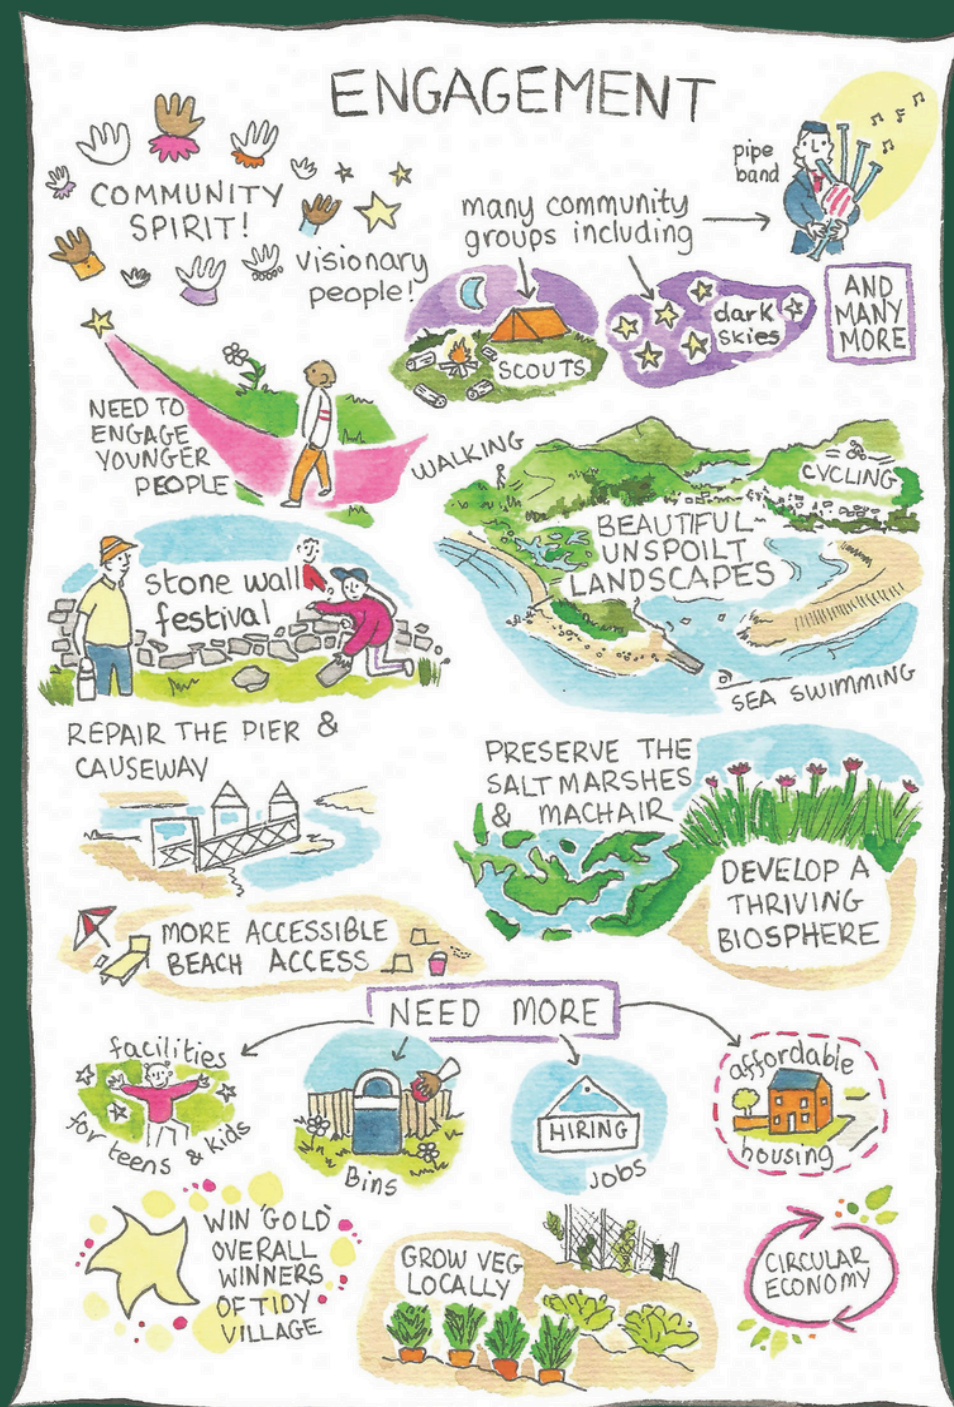 ENGAGEMENT
COMMUNITY
SPIRIT!
visionary
people!
many community
groups including
pipe
band
SCOUTS
dark
skies
AND
MANY
MORE
NEED TO
ENGAGE
YOUNGER
PEOPLE
WALKING
CYCLING
BEAUTIFUL
UNSPOILT
LANDSCAPES
SEA SWIMMING
stone wall
festival
REPAIR THE PIER &
CAUSEWAY
PRESERVE THE
SALT MARSHES
& MACHAIR
DEVELOP A
THRIVING
BIOSPHERE
MORE ACCESSIBLE
BEACH ACCESS
NEED MORE
facilities
for teens & kids
Bins
HIRING
JOBS
affordable
housing
WIN 'GOLD'
OVERALL
WINNERS
OF TIDY
VILLAGE
GROW VEG
LOCALLY
CIRCULAR
ECONOMY